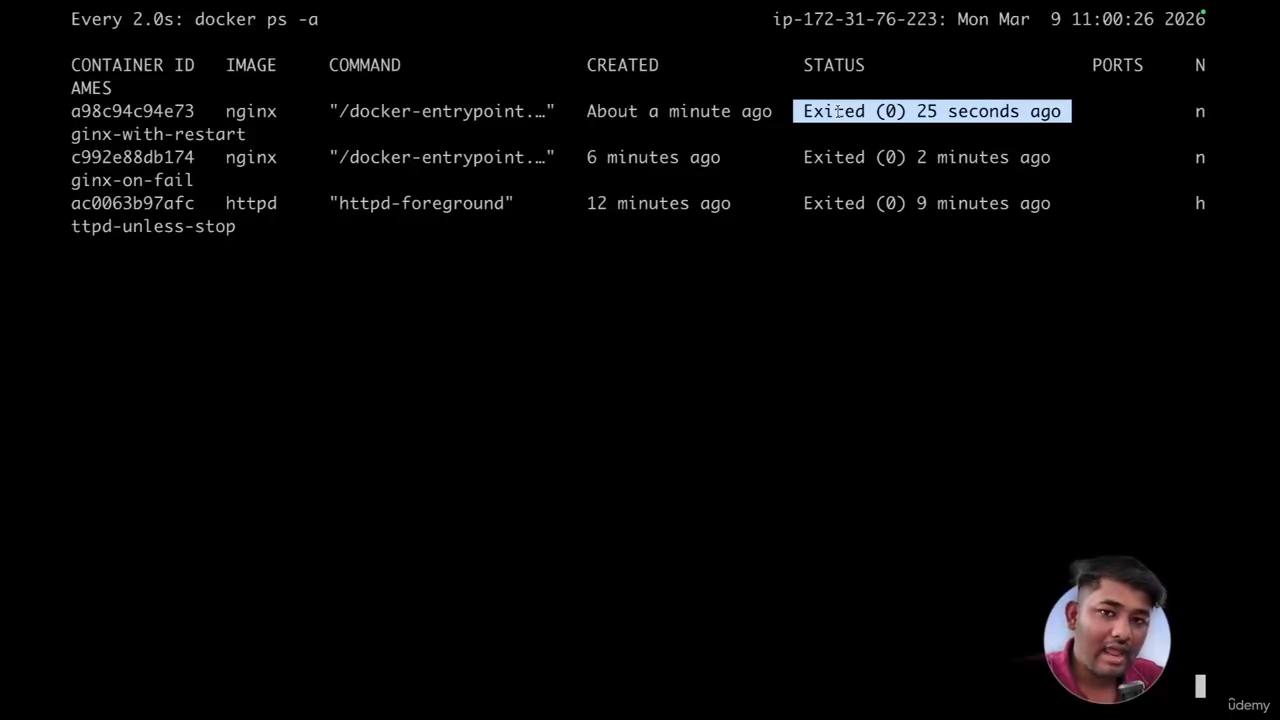 Every 2.0s: docker ps -a ip-172-31-76-223: Mon Mar  9 11:00:26 2026
CONTAINER ID   IMAGE     COMMAND                  CREATED              STATUS                      PORTS     N
AMES
a98c94c94e73   nginx     "/docker-entrypoint.…"   About a minute ago   Exited (0) 25 seconds ago             n
ginx-with-restart
c992e88db174   nginx     "/docker-entrypoint.…"   6 minutes ago        Exited (0) 2 minutes ago              n
ginx-on-fail
ac0063b97afc   httpd     "httpd-foreground"       12 minutes ago       Exited (0) 9 minutes ago              h
ttpd-unless-stop
ûdemy